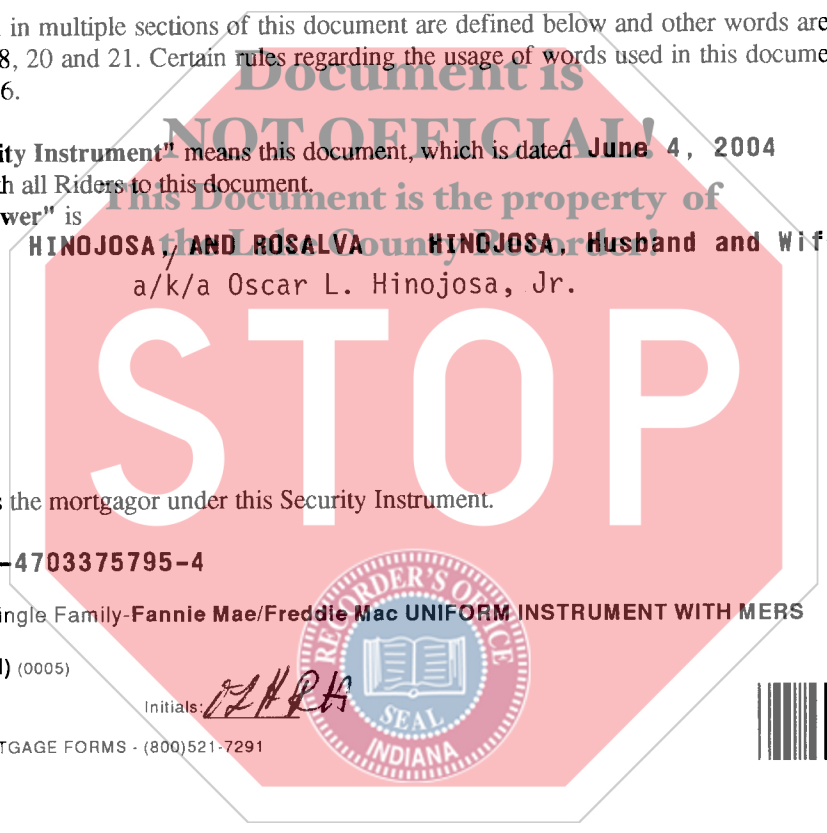 in multiple sections of this document are defined below and other words are
8, 20 and 21. Certain rules regarding the usage of words used in this docume
6.
Document is
NOT OFFICIAL!
ity Instrument" means this document, which is dated June 4, 2004
h all Riders to this document.
This Document is the property of
wer" is
the Lake County Recorder!
HINOJOSA, AND ROSALVA HINOJOSA, Husband and Wif
a/k/a Oscar L. Hinojosa, Jr.
STOP
s the mortgagor under this Security Instrument.
-4703375795-4
RECORDER'S OFFICE
ingle Family-Fannie Mae/Freddie Mac UNIFORM INSTRUMENT WITH MERS
) (0005)
Initials: OLH RH
SEAL
INDIANA
TGAGE FORMS - (800)521-7291